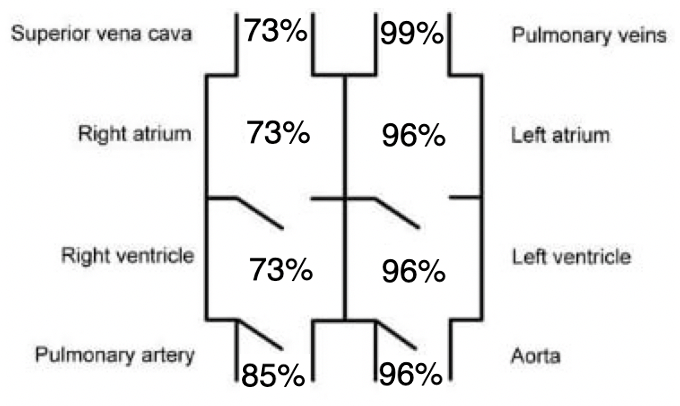 Superior vena cava 73% 99% Pulmonary veins
Right atrium 73% 96% Left atrium
Right ventricle 73% 96% Left ventricle
Pulmonary artery 85% 96% Aorta